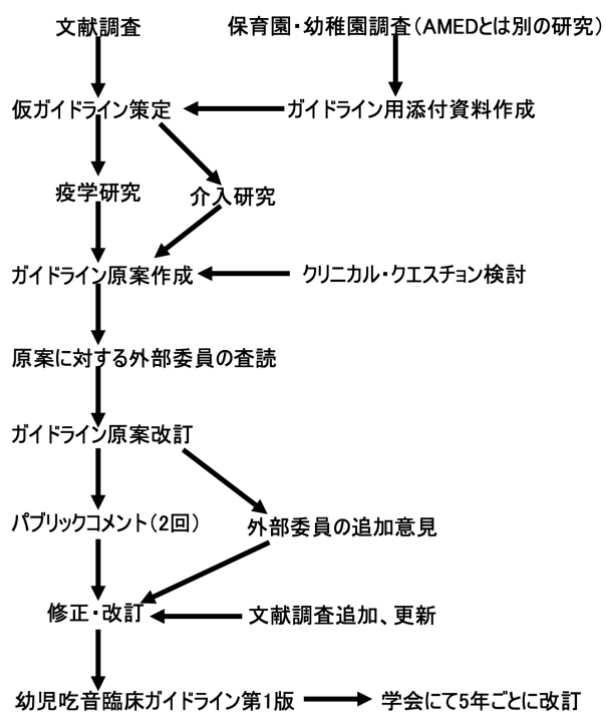 文献調査
保育園・幼稚園調査(AMEDとは別の研究)
仮ガイドライン策定
ガイドライン用添付資料作成
疫学研究
介入研究
ガイドライン原案作成
クリニカル・クエスチョン検討
原案に対する外部委員の査読
ガイドライン原案改訂
パブリックコメント(2回)
外部委員の追加意見
修正・改訂
文献調査追加、更新
幼児吃音臨床ガイドライン第1版
学会にて5年ごとに改訂